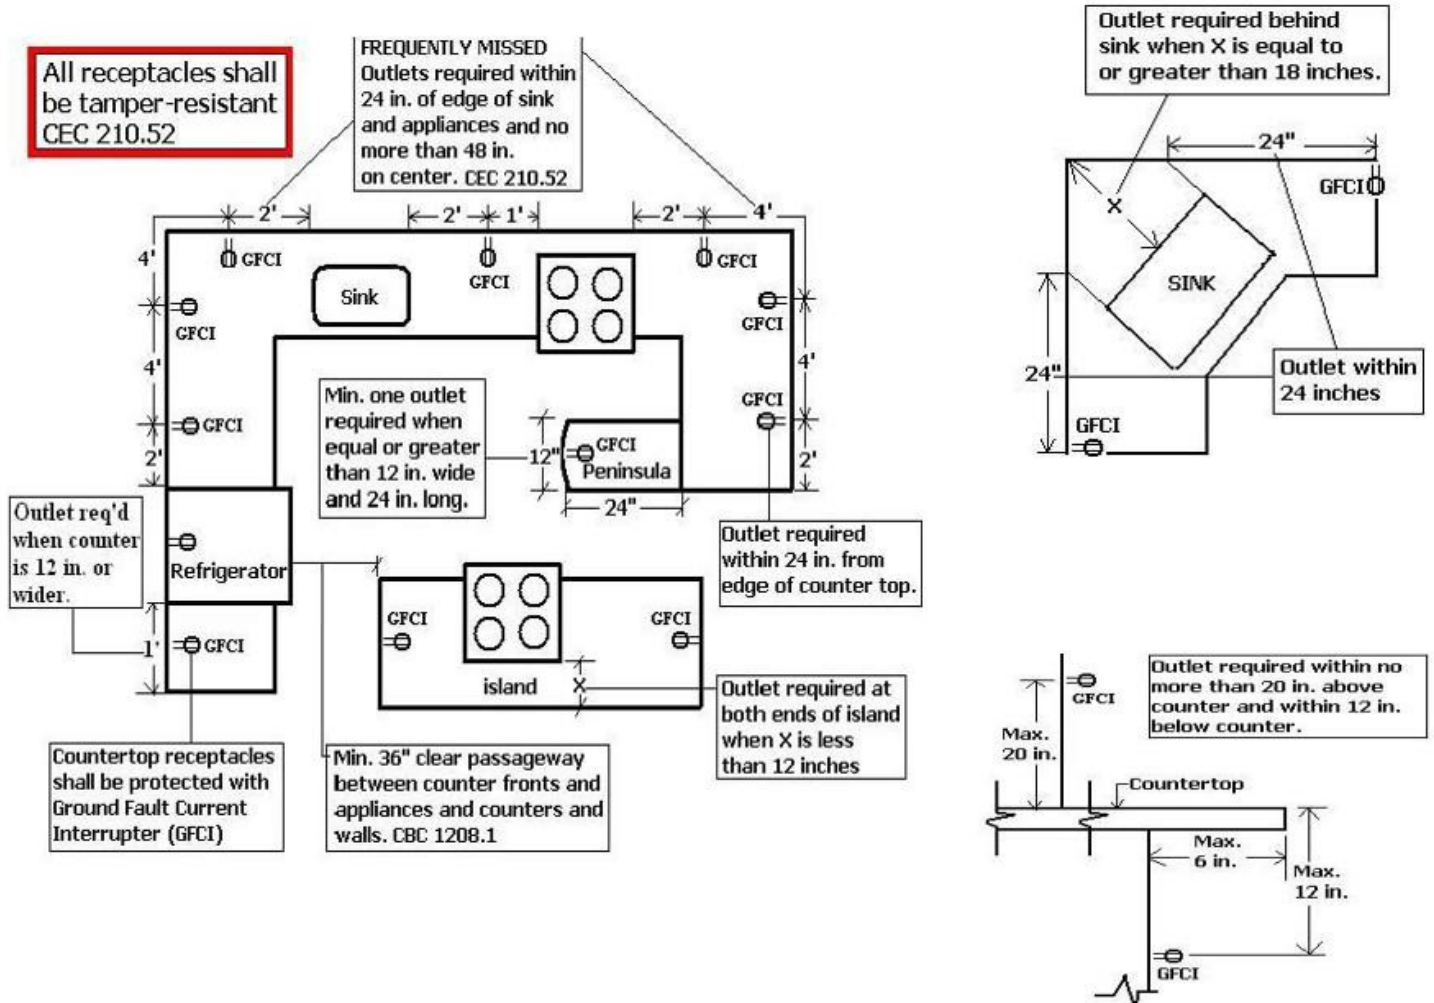 All receptacles shall
be tamper-resistant
CEC 210.52
FREQUENTLY MISSED
Outlets required within
24 in. of edge of sink
and appliances and no
more than 48 in.
on center. CEC 210.52
Outlet required behind
sink when X is equal to
or greater than 18 inches.
2'
2'
1'
2'
4'
4'
GFCI
GFCI
GFCI
Sink
GFCI
GFCI
4'
4'
GFCI
GFCI
2'
2'
Min. one outlet
required when
equal or greater
than 12 in. wide
and 24 in. long.
12"
GFCI
Peninsula
24"
Outlet req'd
when counter
is 12 in. or
wider.
Refrigerator
1'
GFCI
Outlet required
within 24 in. from
edge of counter top.
GFCI
GFCI
island
X
Outlet required at
both ends of island
when X is less
than 12 inches
Countertop receptacles
shall be protected with
Ground Fault Current
Interrupter (GFCI)
Min. 36" clear passageway
between counter fronts and
appliances and counters and
walls. CBC 1208.1
24"
GFCI
X
SINK
24"
Outlet within
24 inches
GFCI
Outlet required within no
more than 20 in. above
counter and within 12 in.
below counter.
GFCI
Max.
20 in.
Countertop
Max.
6 in.
Max.
12 in.
GFCI